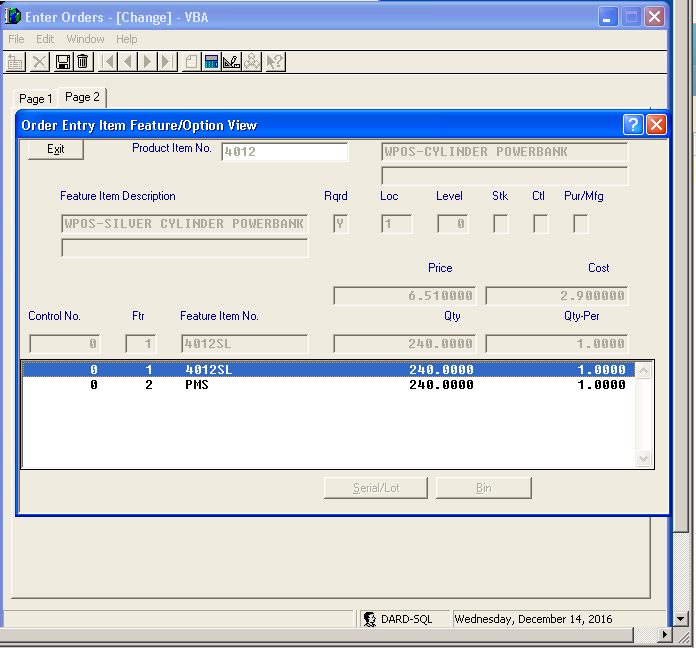 Enter Orders - [Change] - VBA
File Edit Window Help
Page 1 Page 2
Order Entry Item Feature/Option View
Exit Product Item No. 4012 WPOS-CYLINDER POWERBANK
Feature Item Description Rqrd Loc Level Stk Ctl Pur/Mfg
WPOS-SILVER CYLINDER POWERBANK Y 1 0
Price Cost
6.510000 2.900000
Control No. Ftr Feature Item No. Qty Qty-Per
0 1 4012SL 240.0000 1.0000
0 1 4012SL 240.0000 1.0000
0 2 PMS 240.0000 1.0000
Serial/Lot Bin
DARD-SQL Wednesday, December 14, 2016